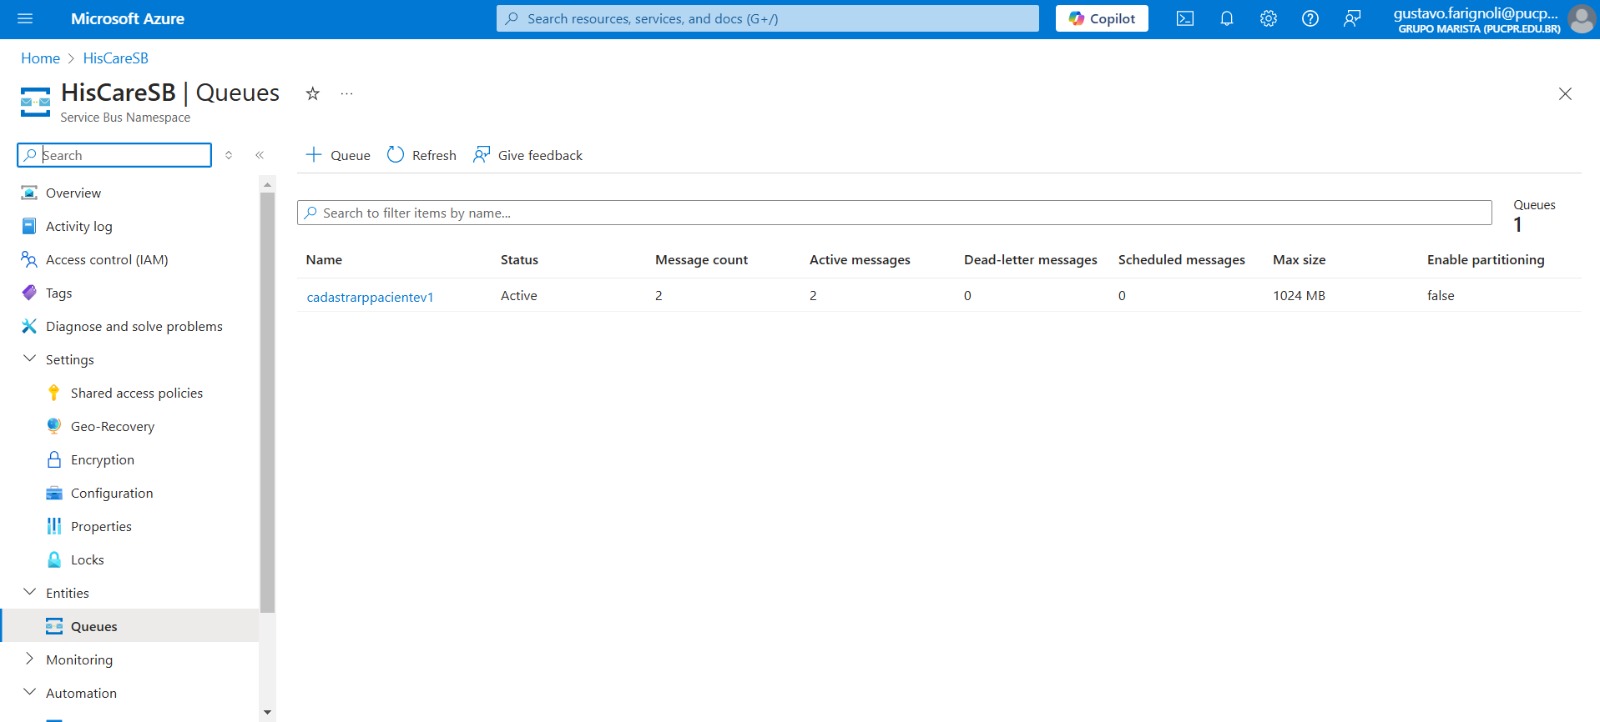 Microsoft Azure
Search resources, services, and docs (G+/)
Copilot
gustavo.farignoli@pucp...
GRUPO MARISTA (PUCPR.EDU.BR)
Home > HisCareSB
HisCareSB | Queues
Service Bus Namespace
Search
Queue
Refresh
Give feedback
Overview
Activity log
Access control (IAM)
Tags
Diagnose and solve problems
Settings
Shared access policies
Geo-Recovery
Encryption
Configuration
Properties
Locks
Entities
Queues
Monitoring
Automation
Search to filter items by name...
Queues
1
Name Status Message count Active messages Dead-letter messages Scheduled messages Max size Enable partitioning
cadastrarppacientev1 Active 2 2 0 0 1024 MB false